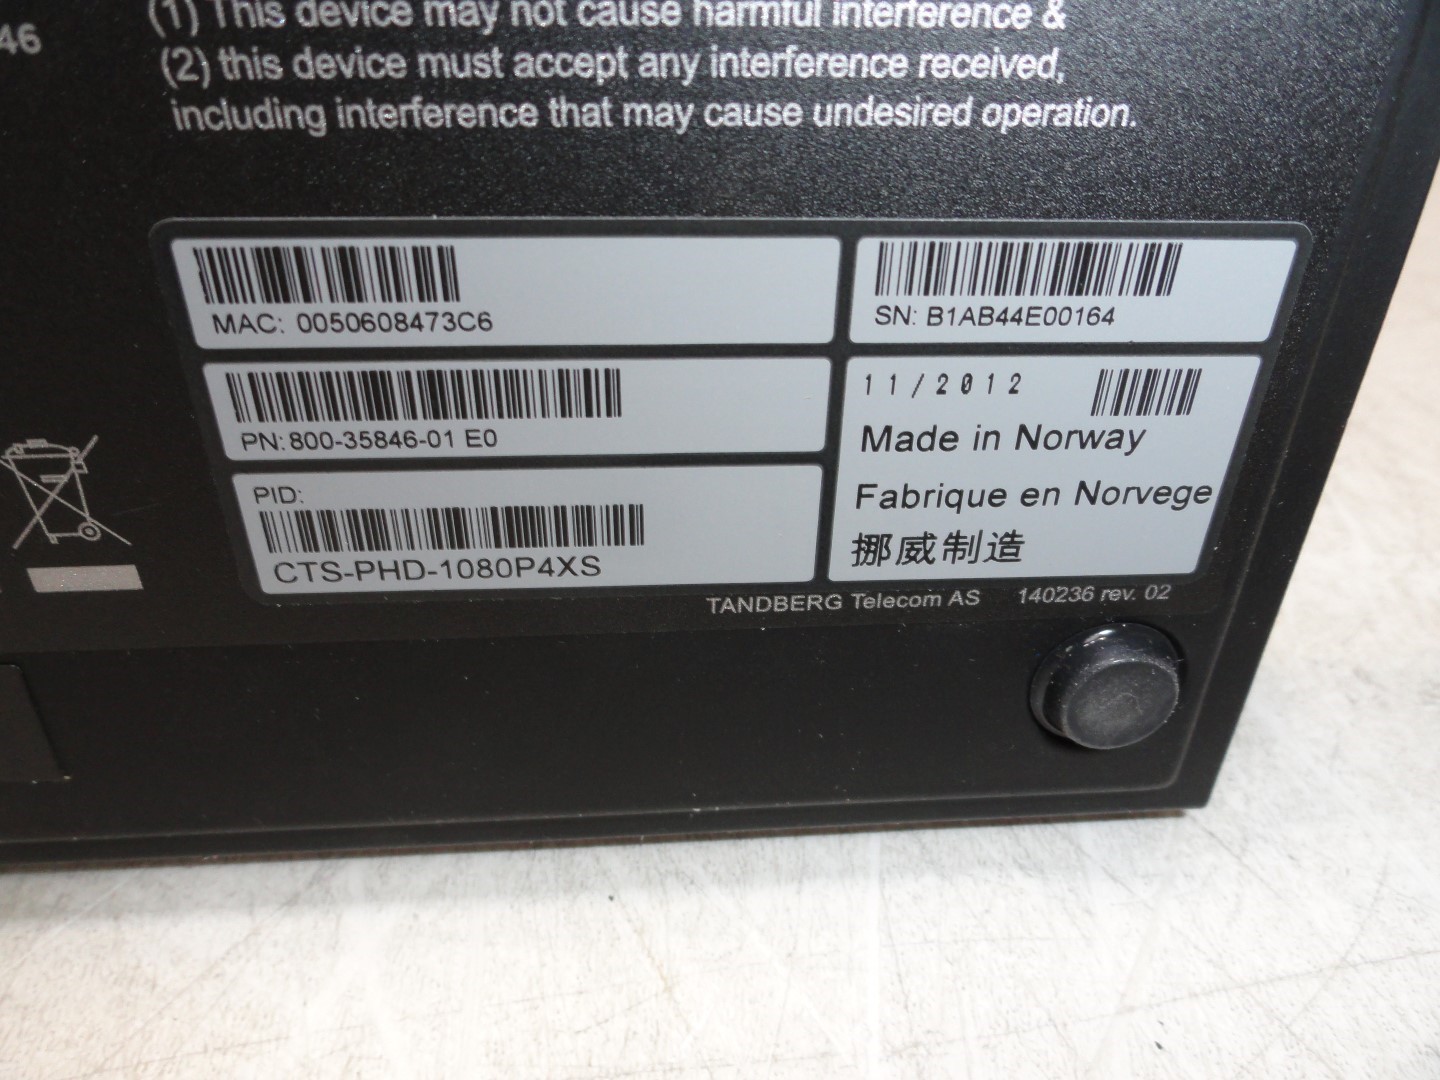 46
(1) This device may not cause harmful interference &
(2) this device must accept any interference received,
including interference that may cause undesired operation.
MAC: 0050608473C6
SN: B1AB44E00164
PN: 800-35846-01 E0
11/2012
Made in Norway
Fabrique en Norvege
挪威制造
PID:
CTS-PHD-1080P4XS
TANDBERG Telecom AS 140236 rev. 02